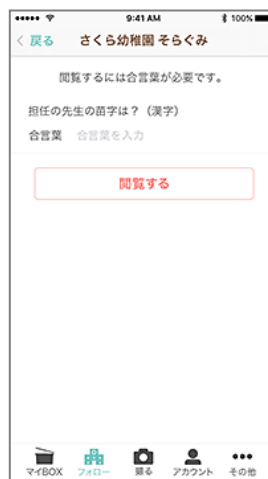 9:41 AM 100%
戻る さくら幼稚園 そらぐみ
閲覧するには合言葉が必要です。
担任の先生の苗字は？（漢字）
合言葉 合言葉を入力
閲覧する
マイBOX フォロー 撮る アカウント その他